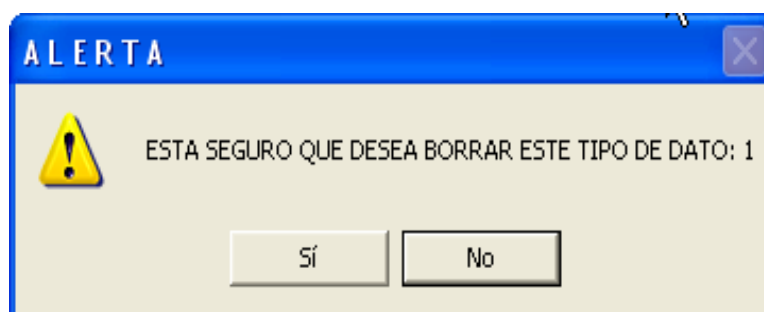 ALERTA
ESTA SEGURO QUE DESEA BORRAR ESTE TIPO DE DATO: 1
Sí
No